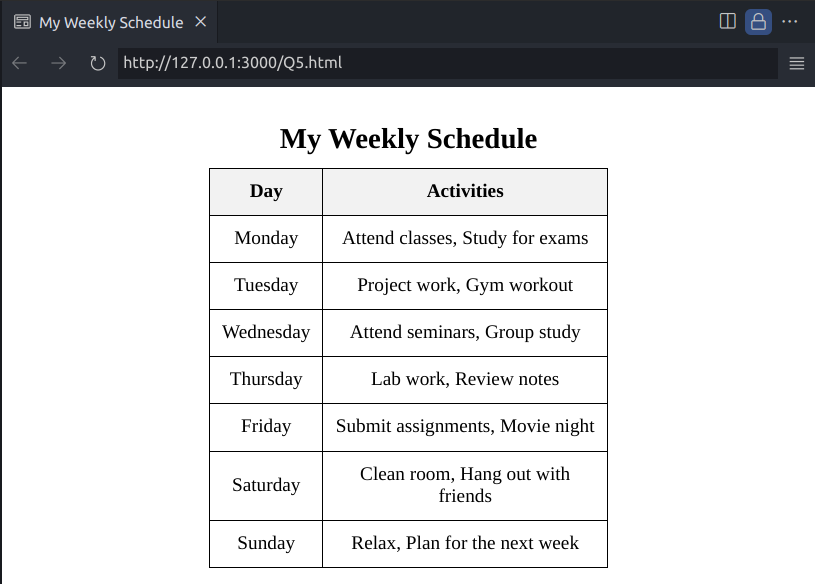 My Weekly Schedule
http://127.0.0.1:3000/Q5.html
My Weekly Schedule
Day Activities
Monday Attend classes, Study for exams
Tuesday Project work, Gym workout
Wednesday Attend seminars, Group study
Thursday Lab work, Review notes
Friday Submit assignments, Movie night
Saturday Clean room, Hang out with
friends
Sunday Relax, Plan for the next week